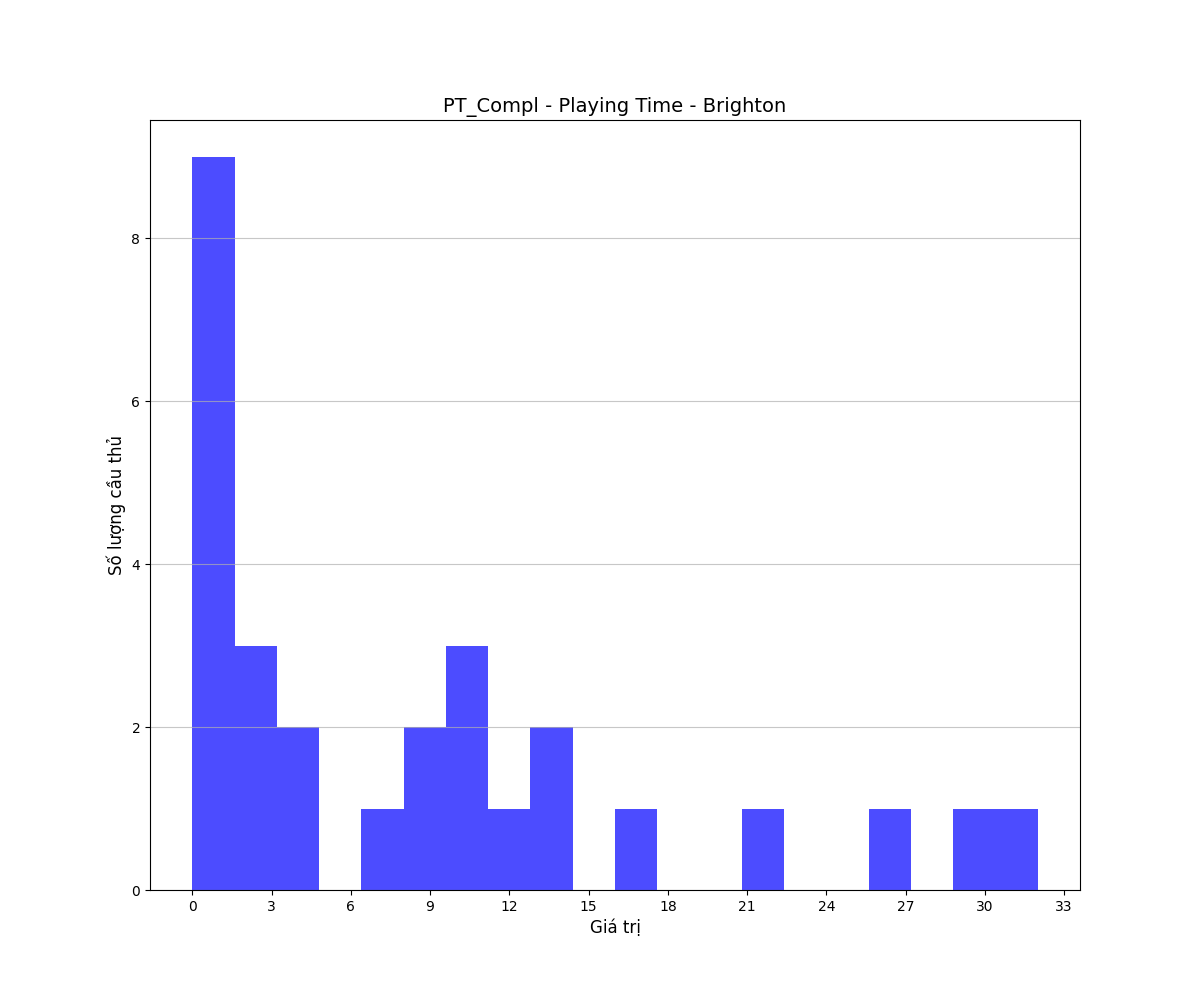 PT_Compl - Playing Time - Brighton
Số lượng cầu thủ
8
6
4
2
0
0 3 6 9 12 15 18 21 24 27 30 33
Giá trị